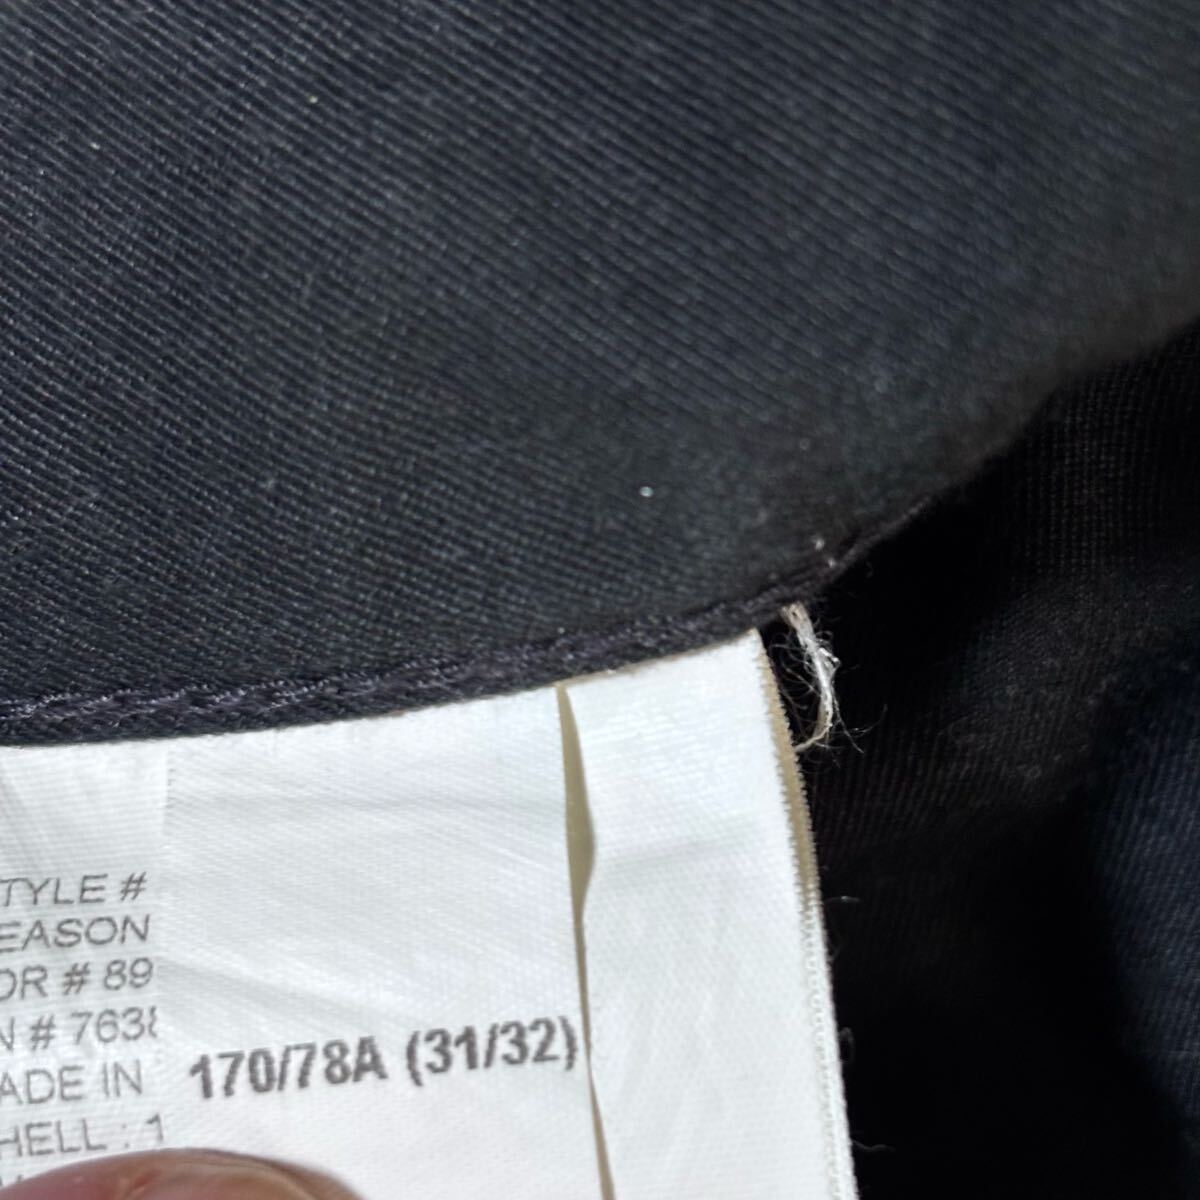 TYLE #
EASON
OR # 89
N # 763
ADE IN
HELL : 1
170/78A (31/32)